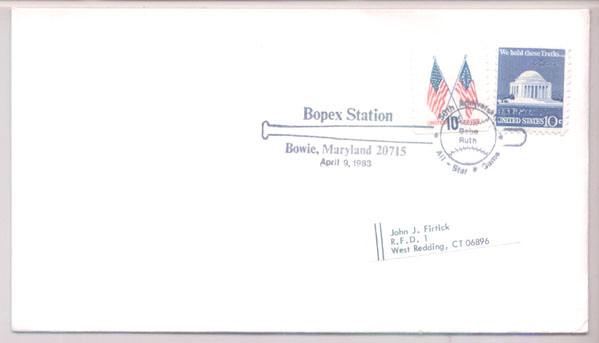 We hold these Truths...
UNITED STATES 10c
10c
Bopex Station
Bowie, Maryland 20715
April 9, 1983
50th Anniversary
Babe
Ruth
All-Star Game
John J. Firtick
R.F.D. 1
West Redding, CT 06896